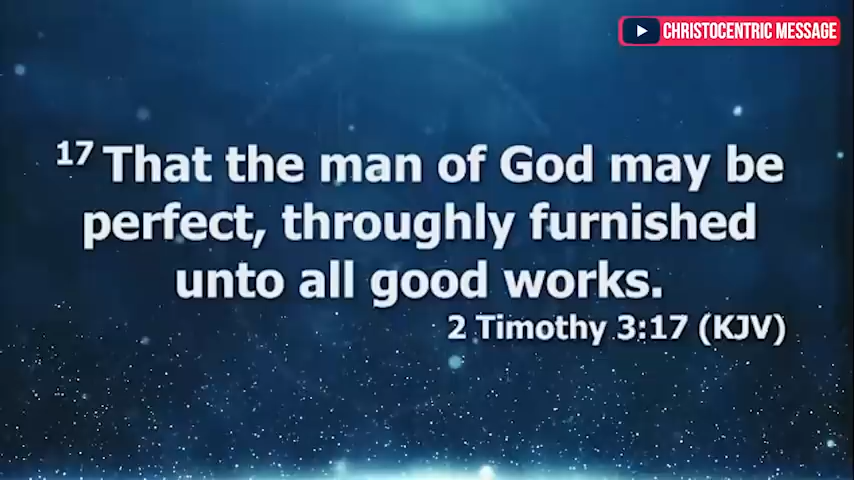 CHRISTOCENTRIC MESSAGE
17 That the man of God may be
perfect, throughly furnished
unto all good works.
2 Timothy 3:17 (KJV)